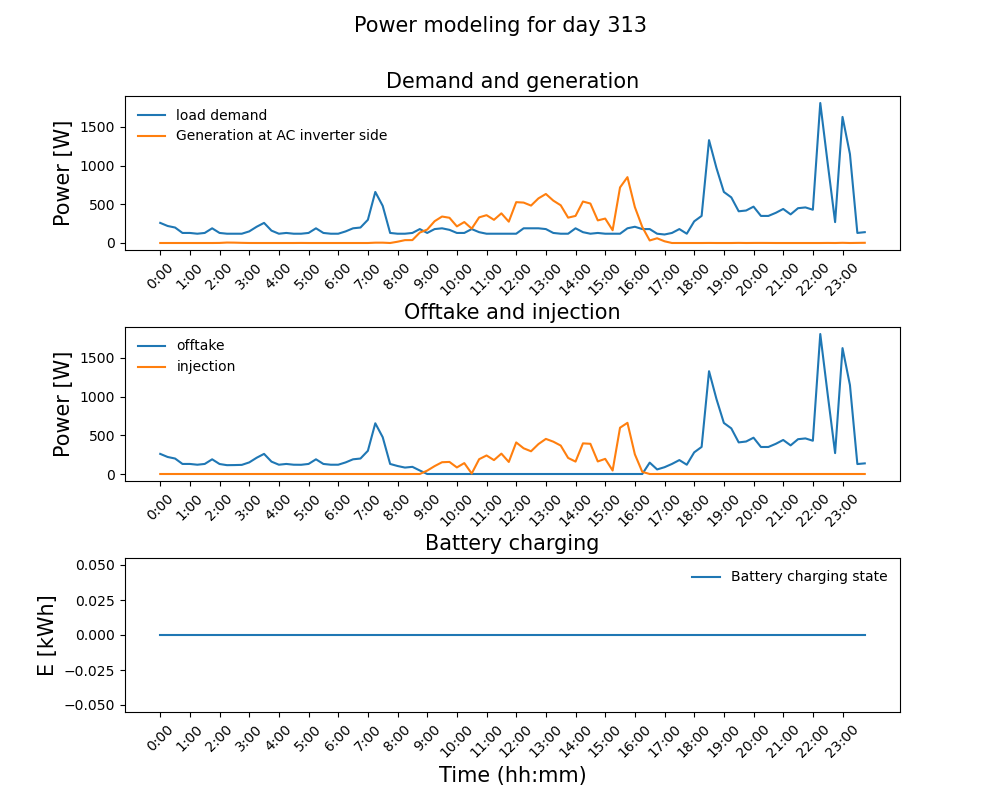 Power modeling for day 313
Demand and generation
Power [W]
1500
1000
500
0
load demand
Generation at AC inverter side
0:00 1:00 2:00 3:00 4:00 5:00 6:00 7:00 8:00 9:00 10:00 11:00 12:00 13:00 14:00 15:00 16:00 17:00 18:00 19:00 20:00 21:00 22:00 23:00
Offtake and injection
Power [W]
1500
1000
500
0
offtake
injection
0:00 1:00 2:00 3:00 4:00 5:00 6:00 7:00 8:00 9:00 10:00 11:00 12:00 13:00 14:00 15:00 16:00 17:00 18:00 19:00 20:00 21:00 22:00 23:00
Battery charging
E [kWh]
0.050
0.025
0.000
−0.025
−0.050
Battery charging state
0:00 1:00 2:00 3:00 4:00 5:00 6:00 7:00 8:00 9:00 10:00 11:00 12:00 13:00 14:00 15:00 16:00 17:00 18:00 19:00 20:00 21:00 22:00 23:00
Time (hh:mm)